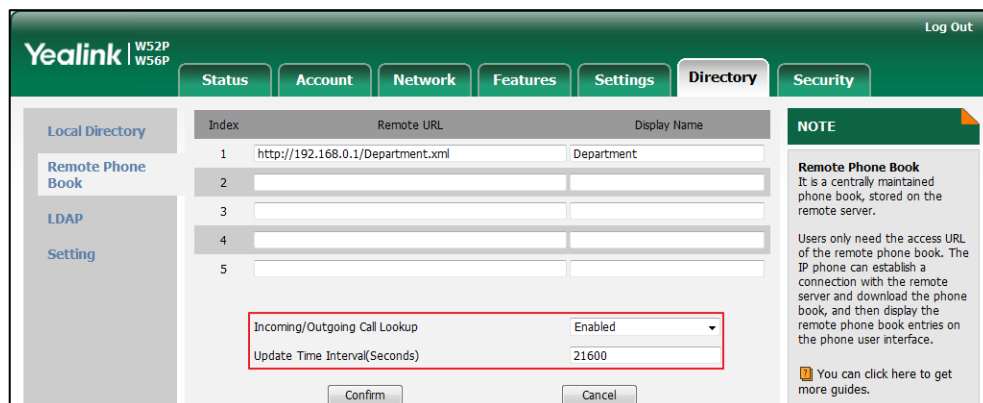 Log Out
Yealink W52P W56P
Status Account Network Features Settings Directory Security
Local Directory
Remote Phone
Book
LDAP
Setting
Index Remote URL Display Name
1 http://192.168.0.1/Department.xml Department
2
3
4
5
Incoming/Outgoing Call Lookup Enabled
Update Time Interval(Seconds) 21600
Confirm Cancel
NOTE
Remote Phone Book
It is a centrally maintained
phone book, stored on the
remote server.
Users only need the access URL
of the remote phone book. The
IP phone can establish a
connection with the remote
server and download the phone
book, and then display the
remote phone book entries on
the phone user interface.
You can click here to get
more guides.